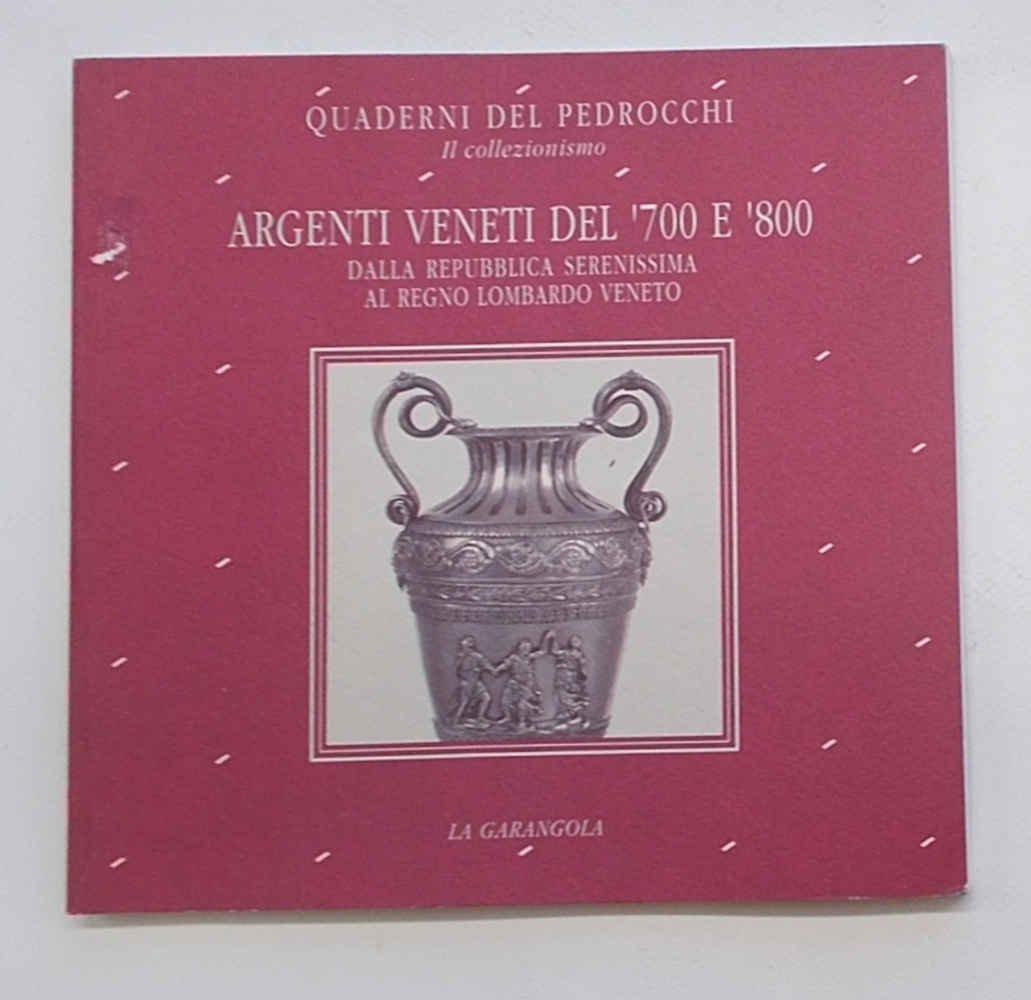 QUADERNI DEL PEDROCCHI
Il collezionismo
ARGENTI VENETI DEL '700 E '800
DALLA REPUBBLICA SERENISSIMA
AL REGNO LOMBARDO VENETO
LA GARANGOLA